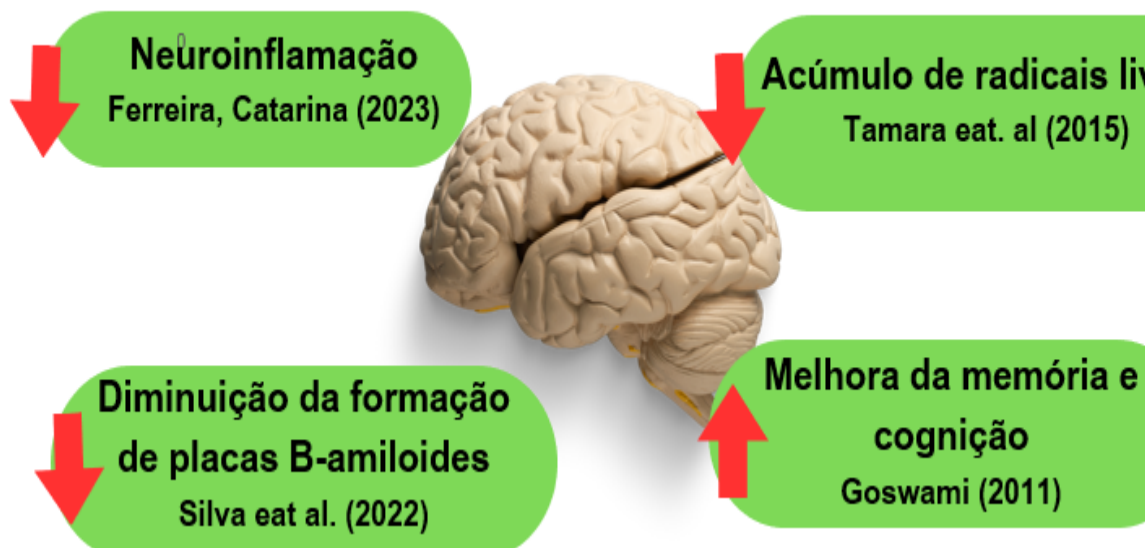 Neuroinflamação
Ferreira, Catarina (2023)
Acúmulo de radicais
Tamara eat. al (2015)
Diminuição da formação
de placas B-amiloides
Silva eat al. (2022)
Melhora da memória e
cognição
Goswami (2011)